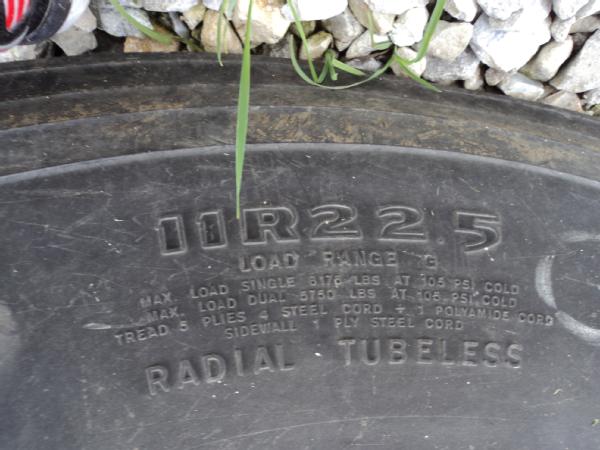 11R22.5
LOAD RANGE G
MAX. LOAD SINGLE 6175 LBS AT 105 PSI. COLD
MAX. LOAD DUAL 5750 LBS AT 105 PSI. COLD
TREAD 5 PLIES 4 STEEL CORD + 1 POLYAMIDE CORD
SIDEWALL 1 PLY STEEL CORD
RADIAL TUBELESS